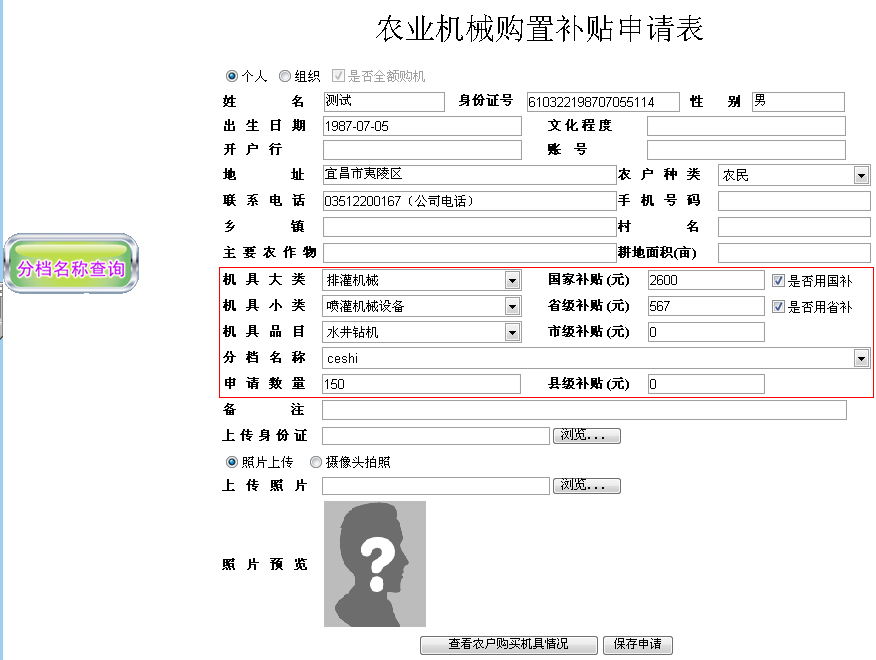 农业机械购置补贴申请表
个人 组织 是否全额购机
姓 名 测试 身份证号 610322198707055114 性 别 男
出生日期 1987-07-05 文化程度
开户行 账号
地 址 宜昌市夷陵区 农户种类 农民
联系电话 03512200167（公司电话） 手机号码
乡 镇 村 名
主要农作物 耕地面积(亩)
分档名称查询
机具大类 排灌机械 国家补贴(元) 2600 是否用国补
机具小类 喷灌机械设备 省级补贴(元) 567 是否用省补
机具品目 水井钻机 市级补贴(元) 0
分档名称 ceshi
申请数量 150 县级补贴(元) 0
备 注
上传身份证 浏览...
照片上传 摄像头拍照
上传照片 浏览...
照片预览 ?
查看农户购买机具情况 保存申请